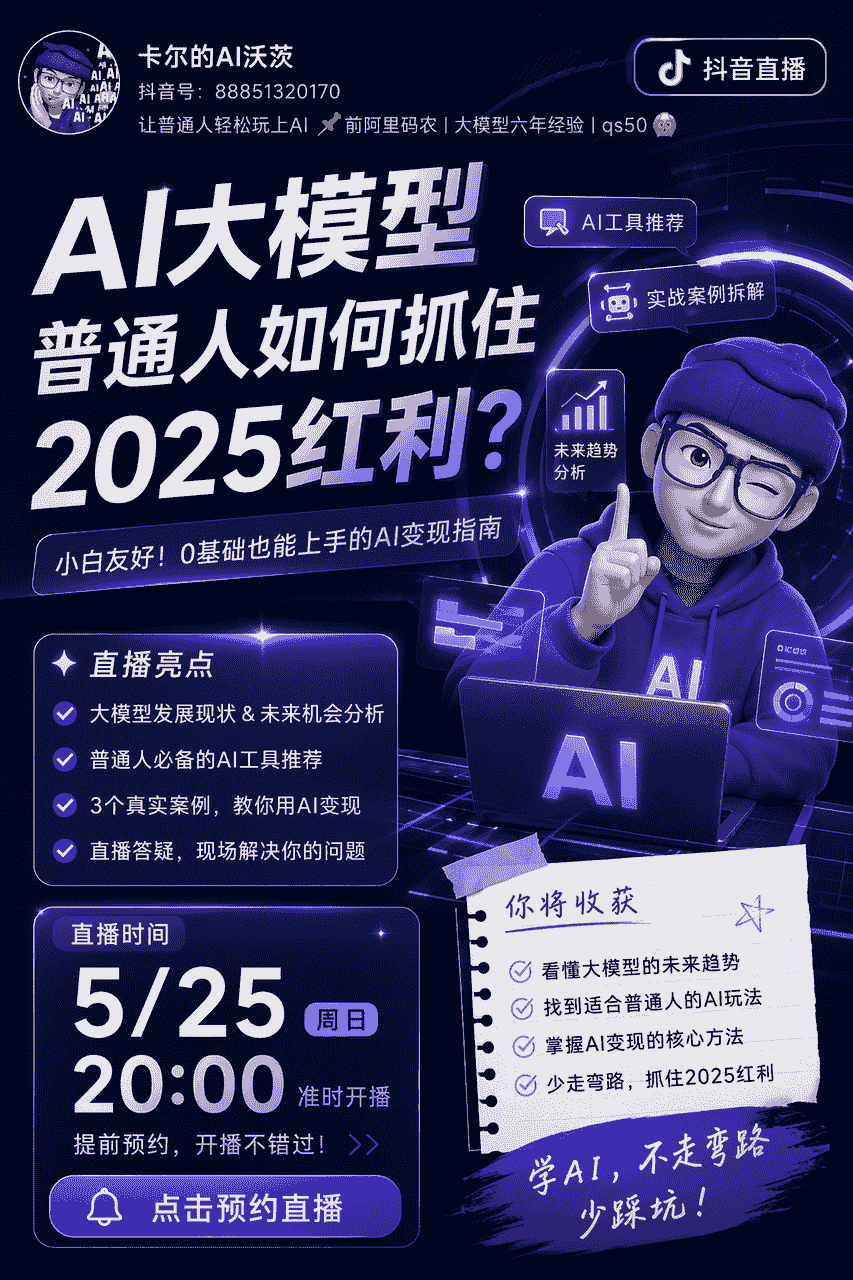 卡尔的AI沃茨
抖音号：88851320170
让普通人轻松玩上AI 📌前阿里码农 | 大模型六年经验 | qs50
抖音直播
AI大模型
普通人如何抓住
2025红利？
小白友好！0基础也能上手的AI变现指南
AI工具推荐
实战案例拆解
未来趋势
分析
AI
AI
直播亮点
大模型发展现状 & 未来机会分析
普通人必备的AI工具推荐
3个真实案例，教你用AI变现
直播答疑，现场解决你的问题
直播时间
5/25 周日
20:00 准时开播
提前预约，开播不错过！ >>
点击预约直播
你将收获
看懂大模型的未来趋势
找到适合普通人的AI玩法
掌握AI变现的核心方法
少走弯路，抓住2025红利
学AI，不走弯路
少踩坑！